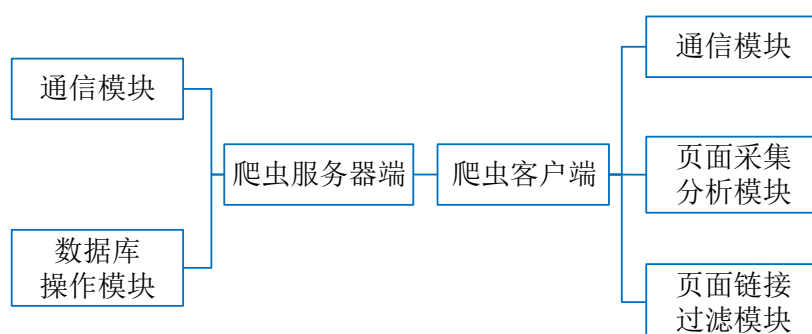 通信模块
数据库
操作模块
爬虫服务器端
爬虫客户端
通信模块
页面采集
分析模块
页面链接
过滤模块